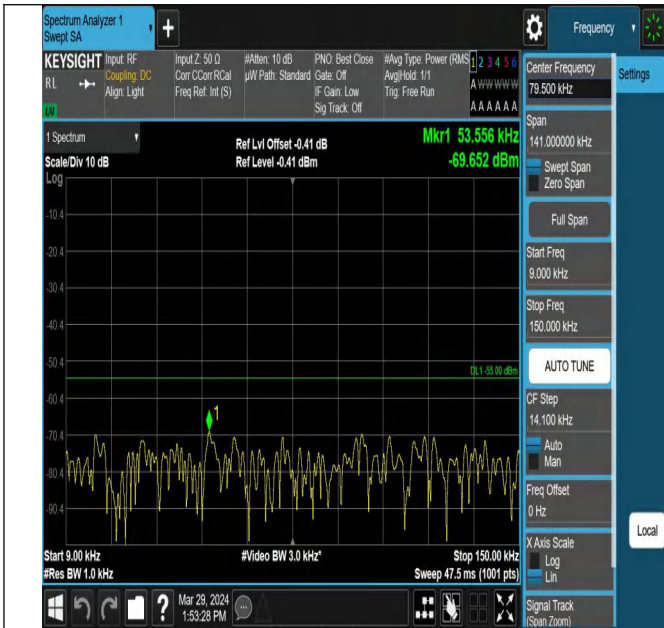 Spectrum Analyzer 1
Swept SA
+
Frequency
KEYSIGHT
RL
LXI
Input: RF
Coupling: DC
Align: Light
Input Z: 50 Ω
Corr CCorr RCal
Freq Ref: Int (S)
#Atten: 10 dB
µW Path: Standard
PNO: Best Close
Gate: Off
IF Gain: Low
Sig Track: Off
#Avg Type: Power (RMS
Avg|Hold: 1/1
Trig: Free Run
1 2 3 4 5 6
A W W W W W
A A A A A A
1 Spectrum
Scale/Div 10 dB
Log
Ref Lvl Offset -0.41 dB
Ref Level -0.41 dBm
Mkr1 53.556 kHz
-69.652 dBm
-10.4
-20.4
-30.4
-40.4
-50.4
-60.4
-70.4
-80.4
-90.4
DL1 -55.00 dBm
1
Start 9.00 kHz
#Res BW 1.0 kHz
#Video BW 3.0 kHz*
Stop 150.00 kHz
Sweep 47.5 ms (1001 pts)
Mar 29, 2024
1:53:28 PM
Center Frequency
79.500 kHz
Settings
Span
141.000000 kHz
Swept Span
Zero Span
Full Span
Start Freq
9.000 kHz
Stop Freq
150.000 kHz
AUTO TUNE
CF Step
14.100 kHz
Auto
Man
Freq Offset
0 Hz
X Axis Scale
Log
Lin
Local
Signal Track
(Span Zoom)